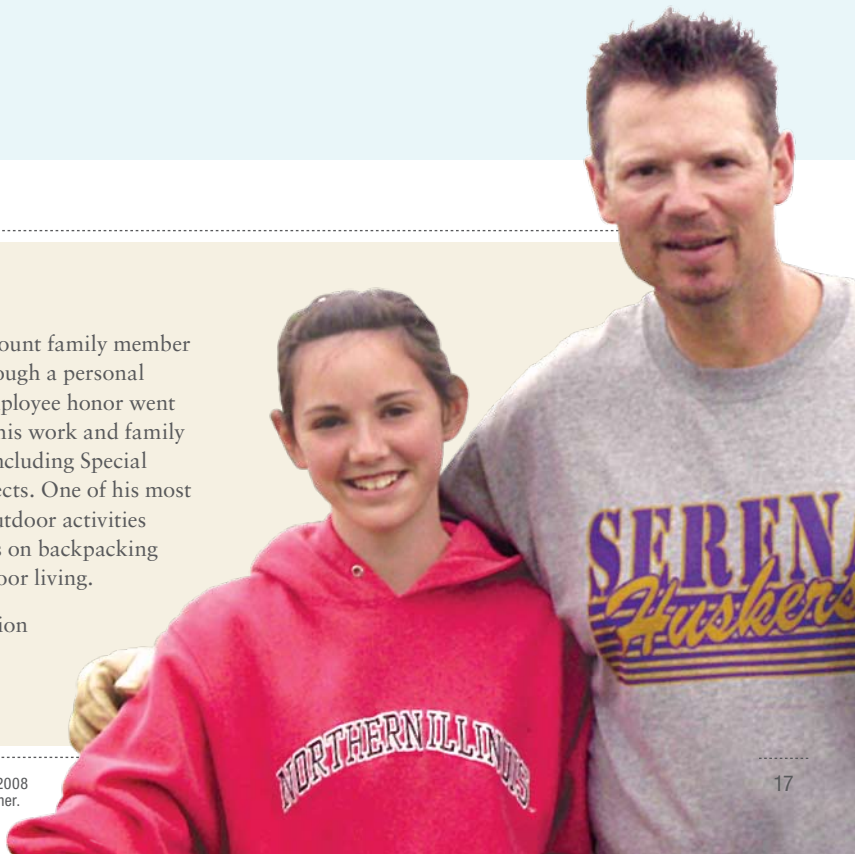 ount family member
ough a personal
ployee honor went
his work and family
ncluding Special
ects. One of his most
utdoor activities
s on backpacking
oor living.
ion
SERENA
Huskers
NORTHERN ILLINOIS
2008
ner.
17